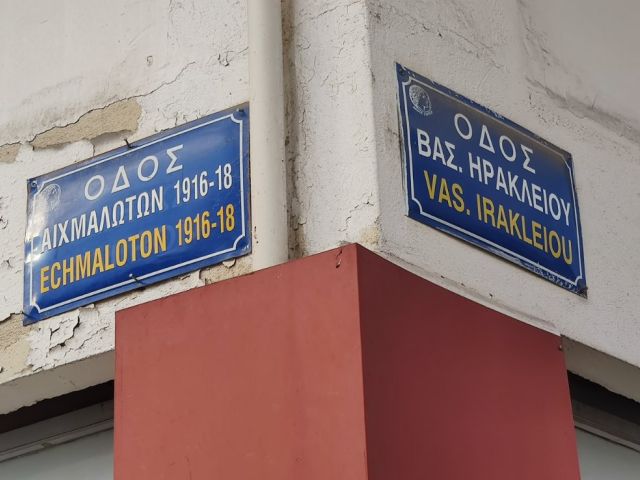 ΟΔΟΣ
ΑΙΧΜΑΛΩΤΩΝ 1916-18
ECHMALOTON 1916-18
ΟΔΟΣ
ΒΑΣ. ΗΡΑΚΛΕΙΟΥ
VAS. IRAKLEIOU